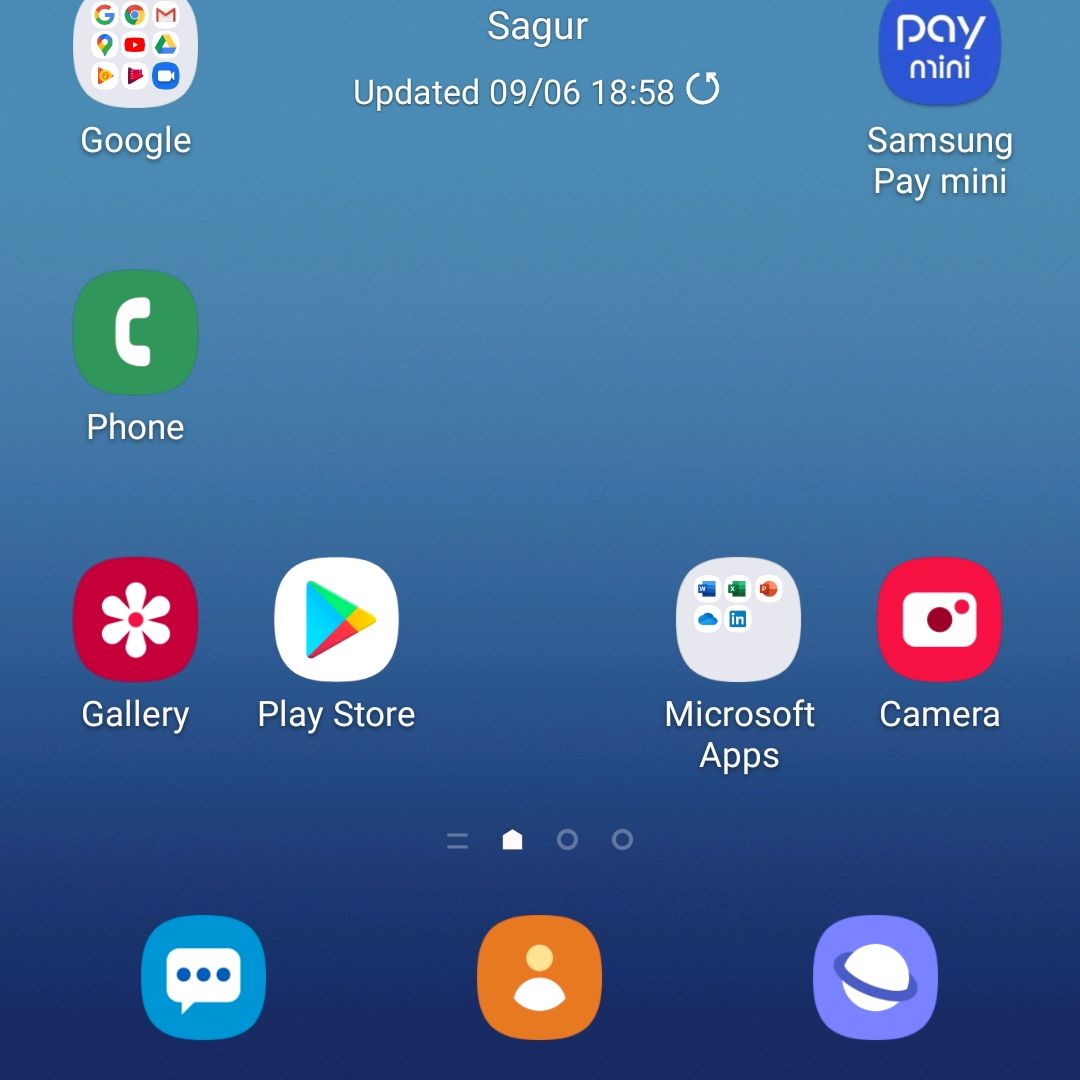 Sagur
Updated 09/06 18:58
pay
mini
Google
Samsung
Pay mini
Phone
W
X
P
in
Gallery
Play Store
Microsoft
Apps
Camera